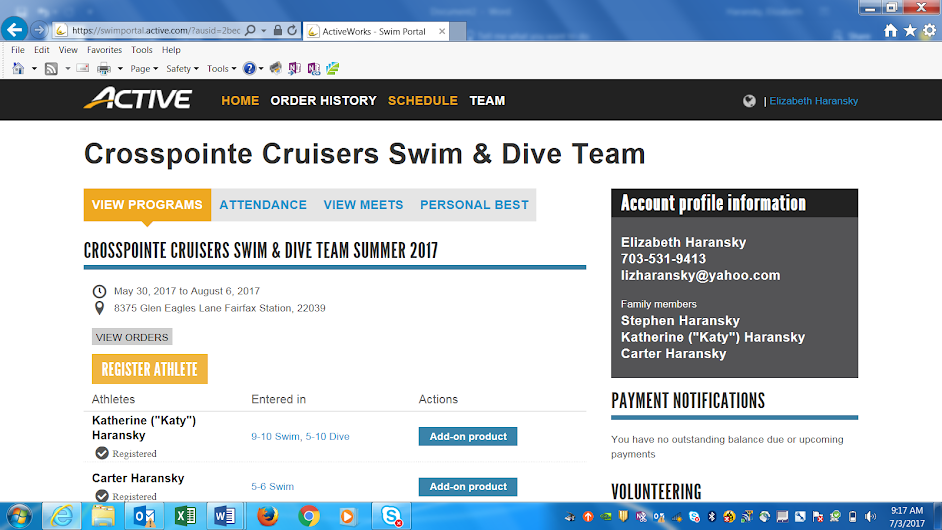 https://swimportal.active.com/?ausid=2bec
ActiveWorks - Swim Portal
File Edit View Favorites Tools Help
Page Safety Tools
ACTIVE HOME ORDER HISTORY SCHEDULE TEAM | Elizabeth Haransky
Crosspointe Cruisers Swim & Dive Team
VIEW PROGRAMS ATTENDANCE VIEW MEETS PERSONAL BEST
CROSSPOINTE CRUISERS SWIM & DIVE TEAM SUMMER 2017
May 30, 2017 to August 6, 2017
8375 Glen Eagles Lane Fairfax Station, 22039
VIEW ORDERS
REGISTER ATHLETE
Athletes Entered in Actions
Katherine ("Katy")
Haransky
9-10 Swim, 5-10 Dive Add-on product
Registered
Carter Haransky
5-6 Swim Add-on product
Registered
Account profile information
Elizabeth Haransky
703-531-9413
lizharansky@yahoo.com
Family members
Stephen Haransky
Katherine ("Katy") Haransky
Carter Haransky
PAYMENT NOTIFICATIONS
You have no outstanding balance due or upcoming
payments
VOLUNTEERING
9:17 AM
7/3/2017